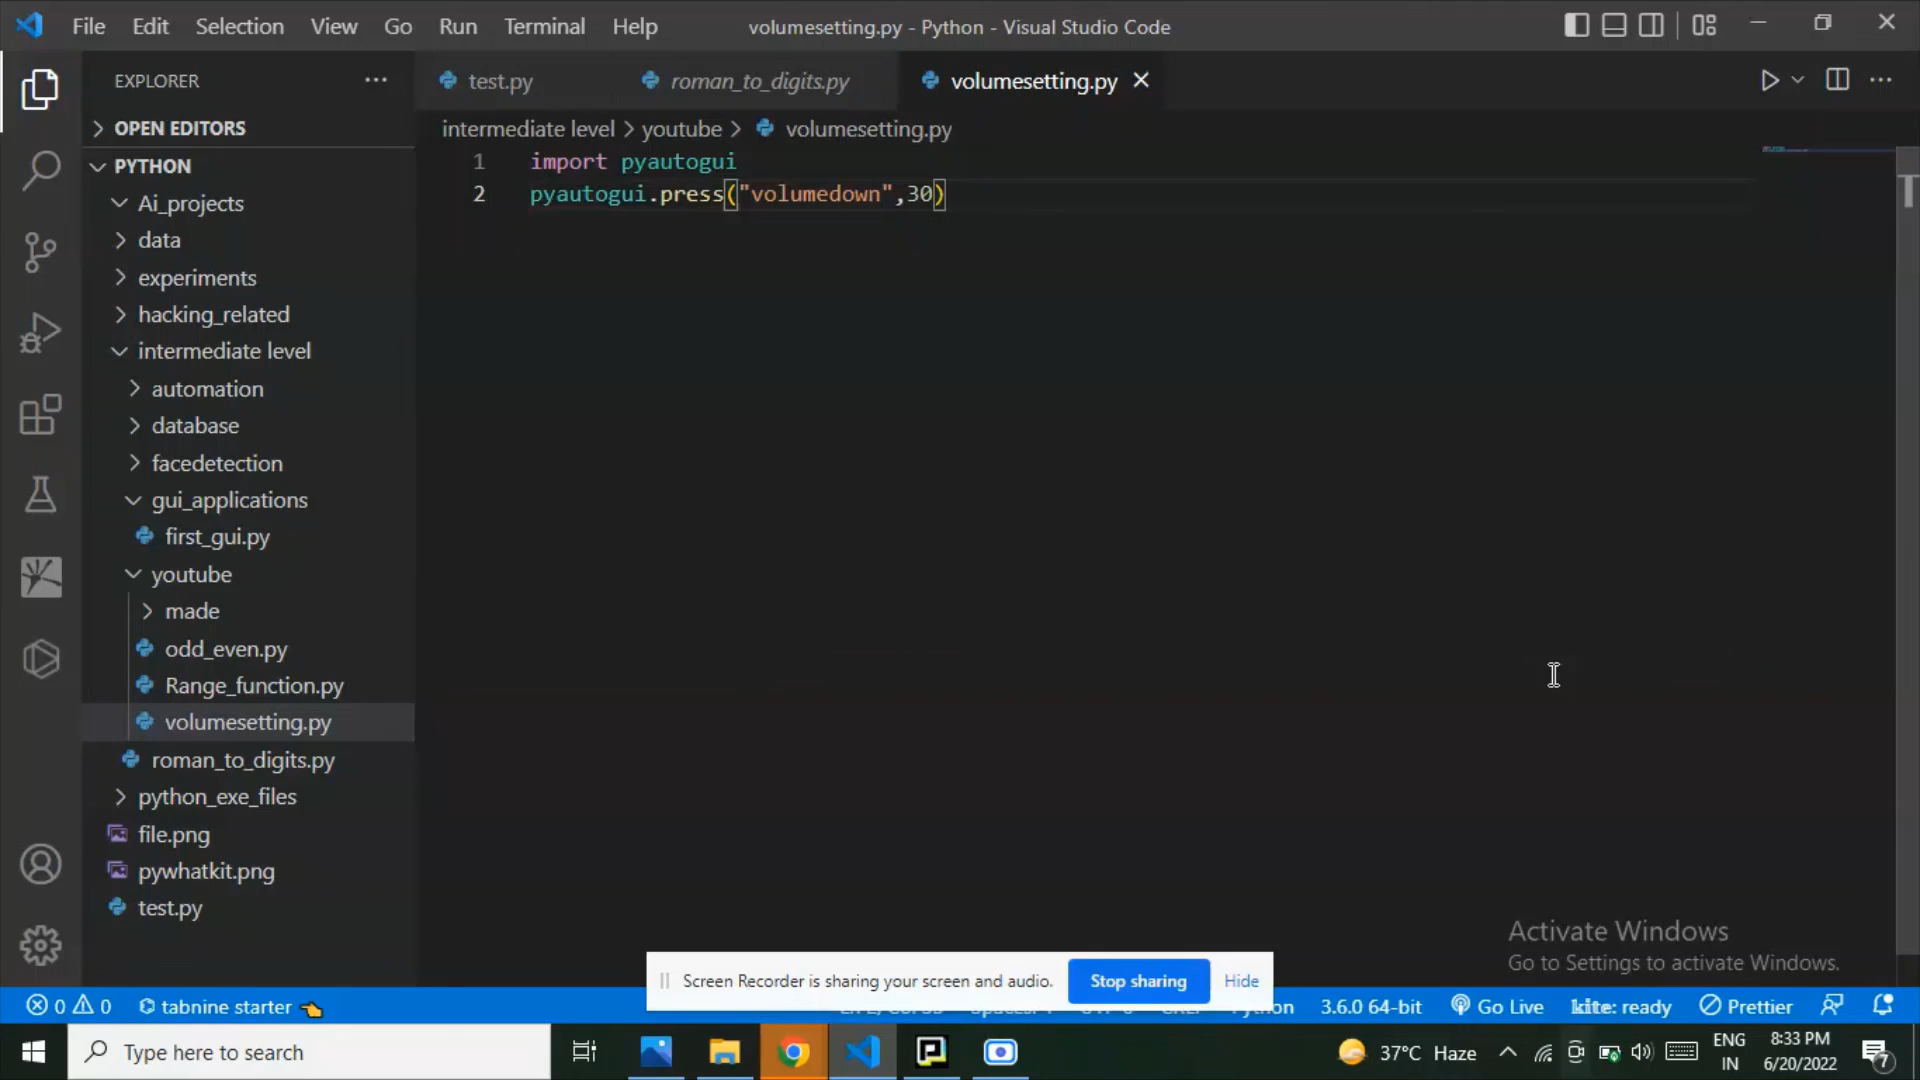 File Edit Selection View Go Run Terminal Help
volumesetting.py - Python - Visual Studio Code
EXPLORER
OPEN EDITORS
PYTHON
Ai_projects
data
experiments
hacking_related
intermediate level
automation
database
facedetection
gui_applications
first_gui.py
youtube
made
odd_even.py
Range_function.py
volumesetting.py
roman_to_digits.py
python_exe_files
file.png
pywhatkit.png
test.py
test.py roman_to_digits.py volumesetting.py
intermediate level > youtube > volumesetting.py
1 import pyautogui
2 pyautogui.press("volumedown",30)
Activate Windows
Go to Settings to activate Windows.
Screen Recorder is sharing your screen and audio. Stop sharing Hide
0 0 tabnine starter 3.6.0 64-bit Go Live kite: ready Prettier
Type here to search
37°C Haze
ENG
IN
8:33 PM
6/20/2022
7